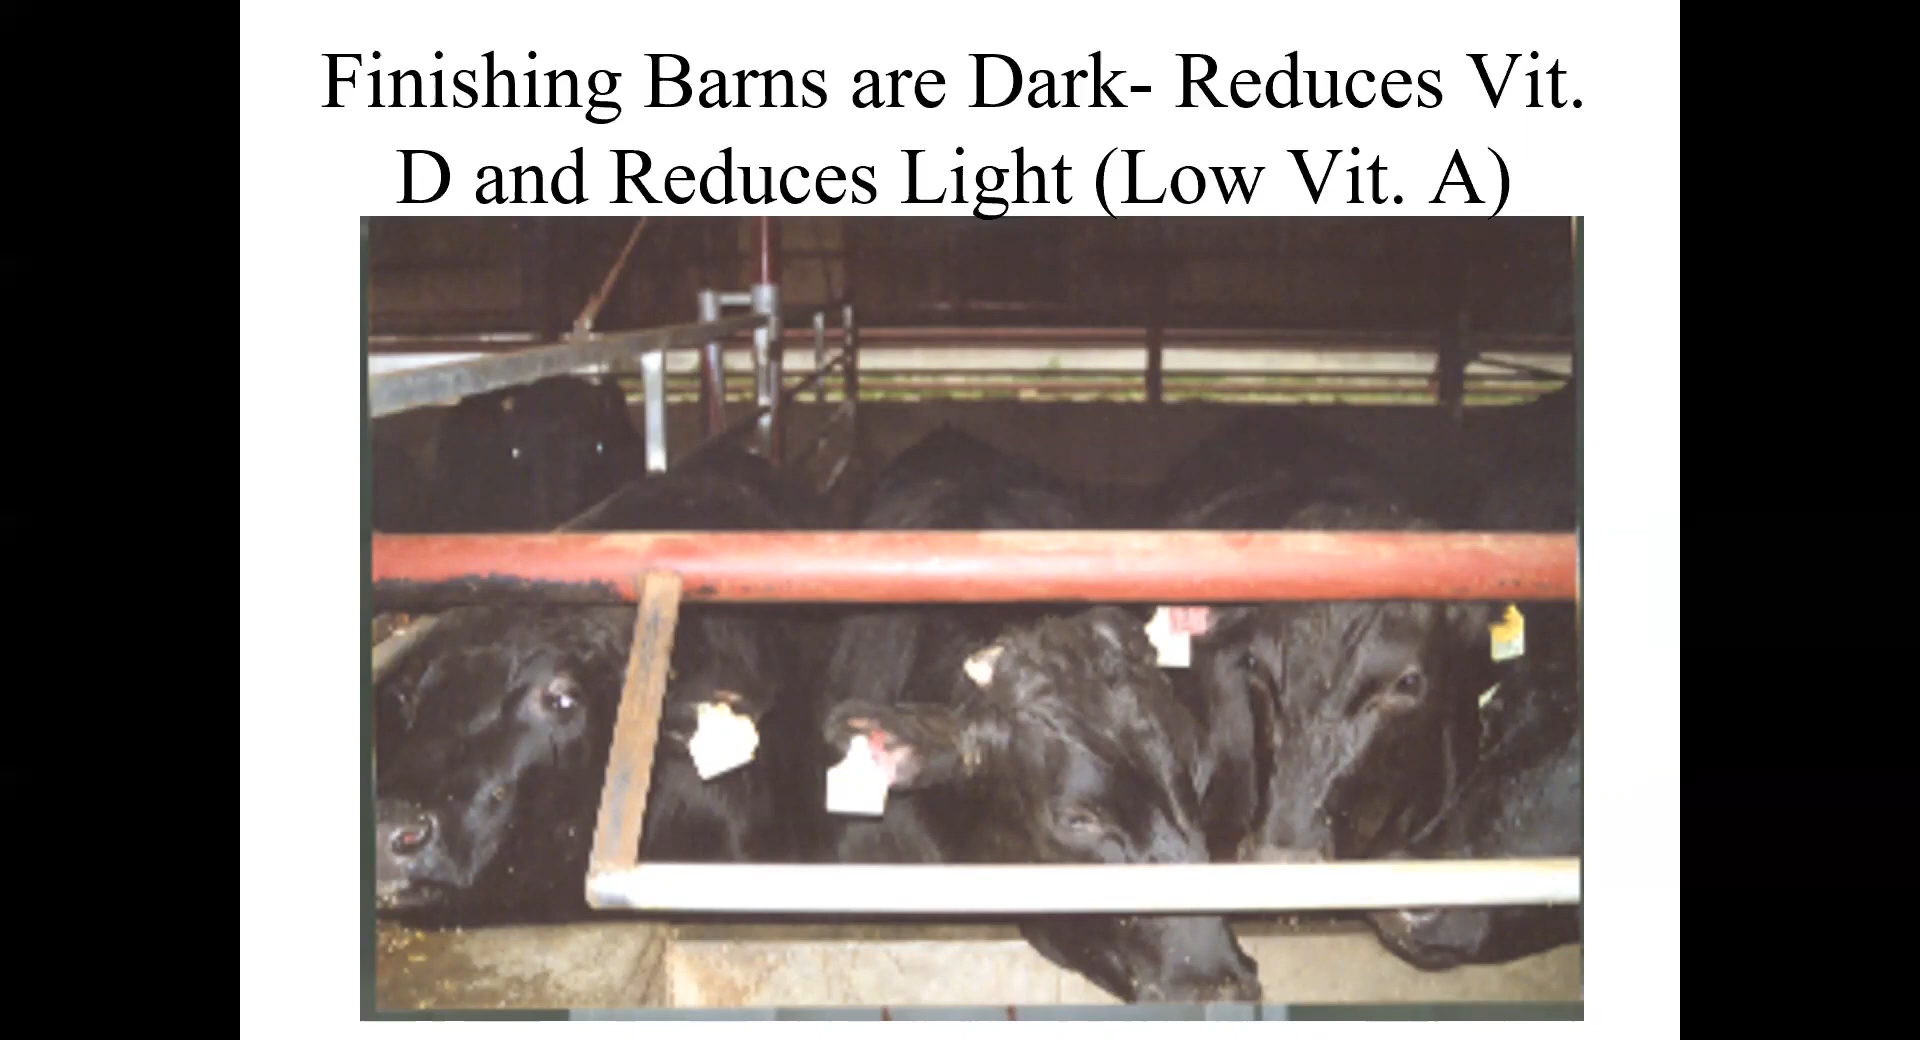 Finishing Barns are Dark- Reduces Vit.
D and Reduces Light (Low Vit. A)